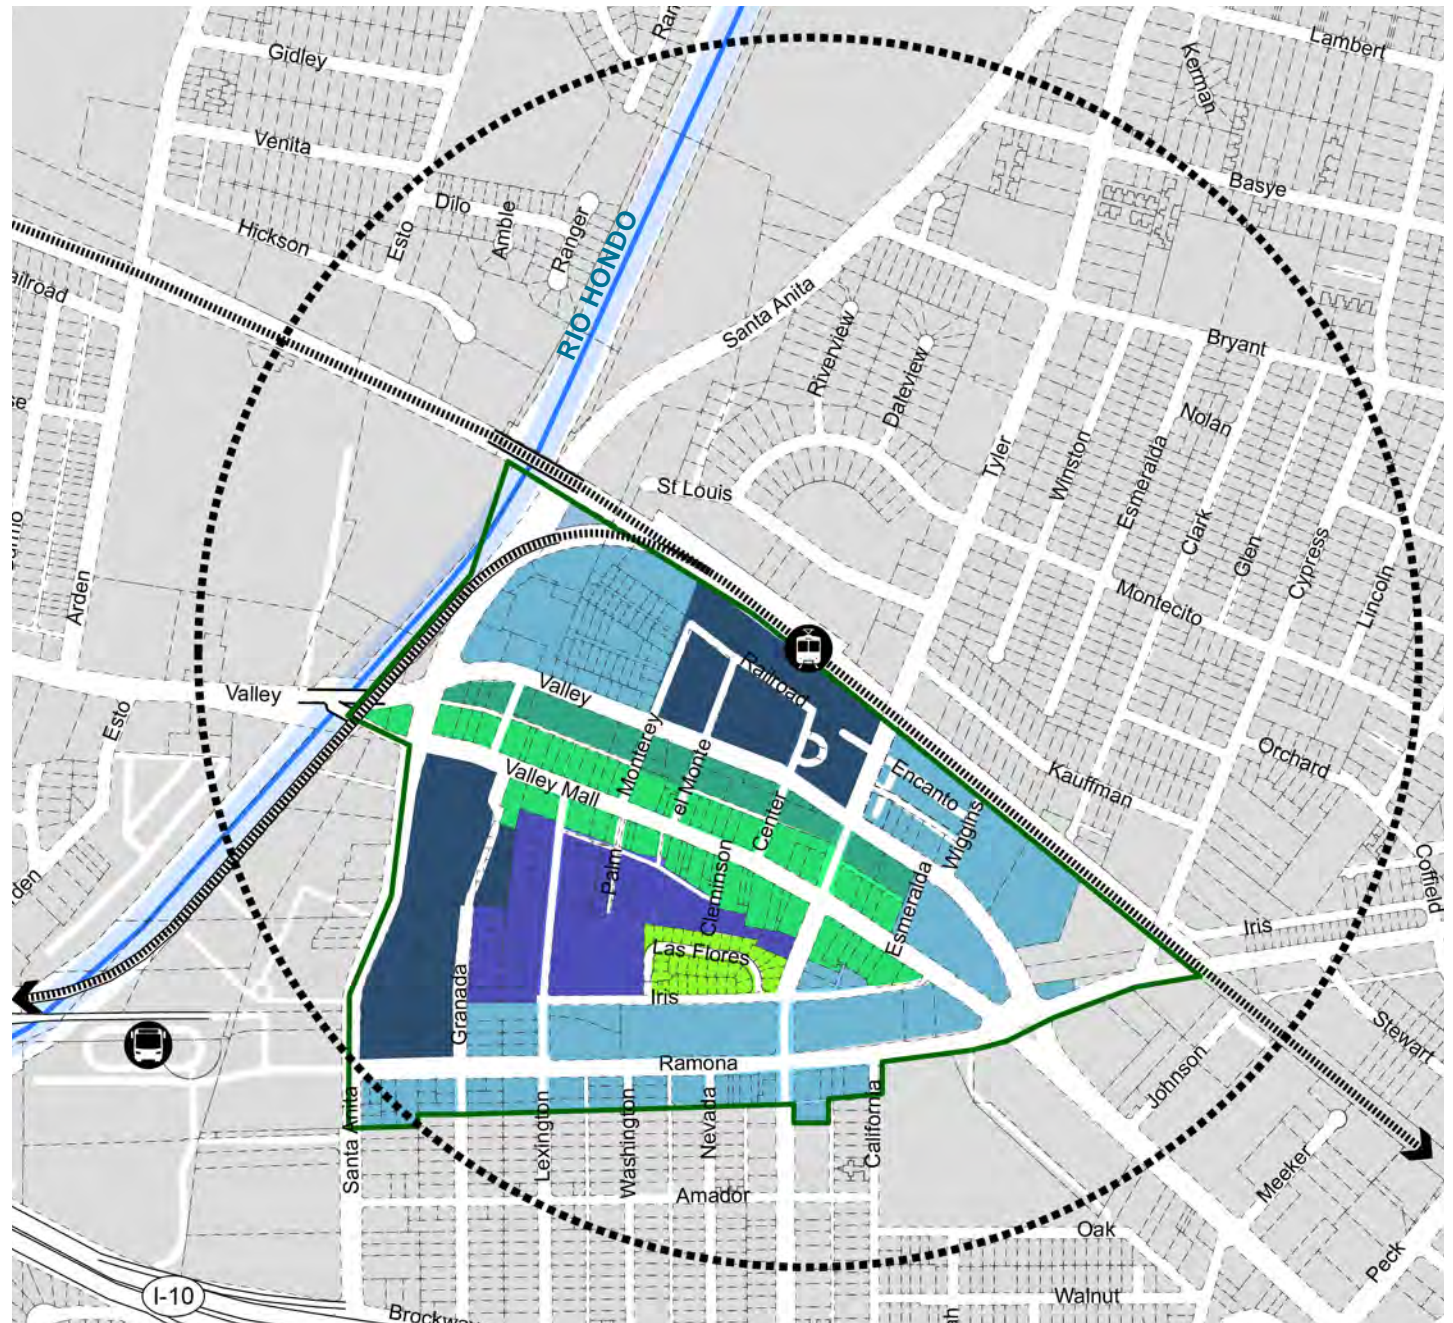 Gidley
Lambert
Kerman
Venita
Basye
Dilo
Amble
Ranger
Esto
Hickson
RIO HONDO
Santa Anita
Riverview
Daleview
Bryant
Nolan
Tyler
Winston
Esmeralda
Clark
Glen
Cypress
Lincoln
St Louis
Montecito
Arden
Valley
Valley
Railroad
Monterey
el Monte
Center
Valley Mall
Encanto
Wiggins
Kauffman
Orchard
Esto
Palm
Cleminson
Esmeralda
Coffield
Las Flores
Iris
Iris
Granada
Ramona
Stewart
Johnson
Santa Anita
Lexington
Washington
Nevada
California
Meeker
Amador
Oak
Peck
I-10
Walnut